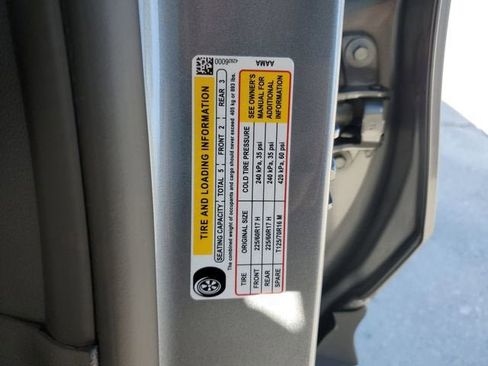 TIRE AND LOADING INFORMATION
SEATING CAPACITY TOTAL 5 FRONT 2 REAR 3
The combined weight of occupants and cargo should never exceed 405 kg or 893 lbs.
TIRE ORIGINAL SIZE COLD TIRE PRESSURE
FRONT 225/60R17 H 240 kPa, 35 psi
REAR 225/60R17 H 240 kPa, 35 psi
SPARE T125/70R16 M 420 kPa, 60 psi
SEE OWNER'S
MANUAL FOR
ADDITIONAL
INFORMATION
AAMA